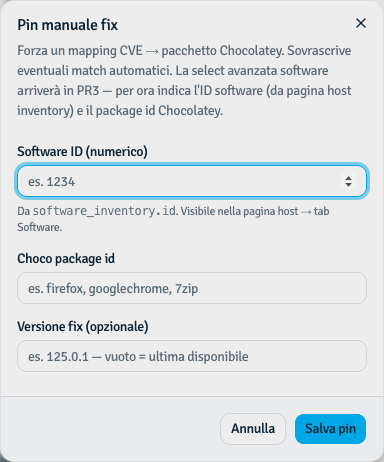 Pin manuale fix
Forza un mapping CVE → pacchetto Chocolatey. Sovrascrive
eventuali match automatici. La select avanzata software
arriverà in PR3 — per ora indica l'ID software (da pagina host
inventory) e il package id Chocolatey.
Software ID (numerico)
es. 1234
Da software_inventory.id. Visibile nella pagina host → tab
Software.
Choco package id
es. firefox, googlechrome, 7zip
Versione fix (opzionale)
es. 125.0.1 — vuoto = ultima disponibile
Annulla
Salva pin